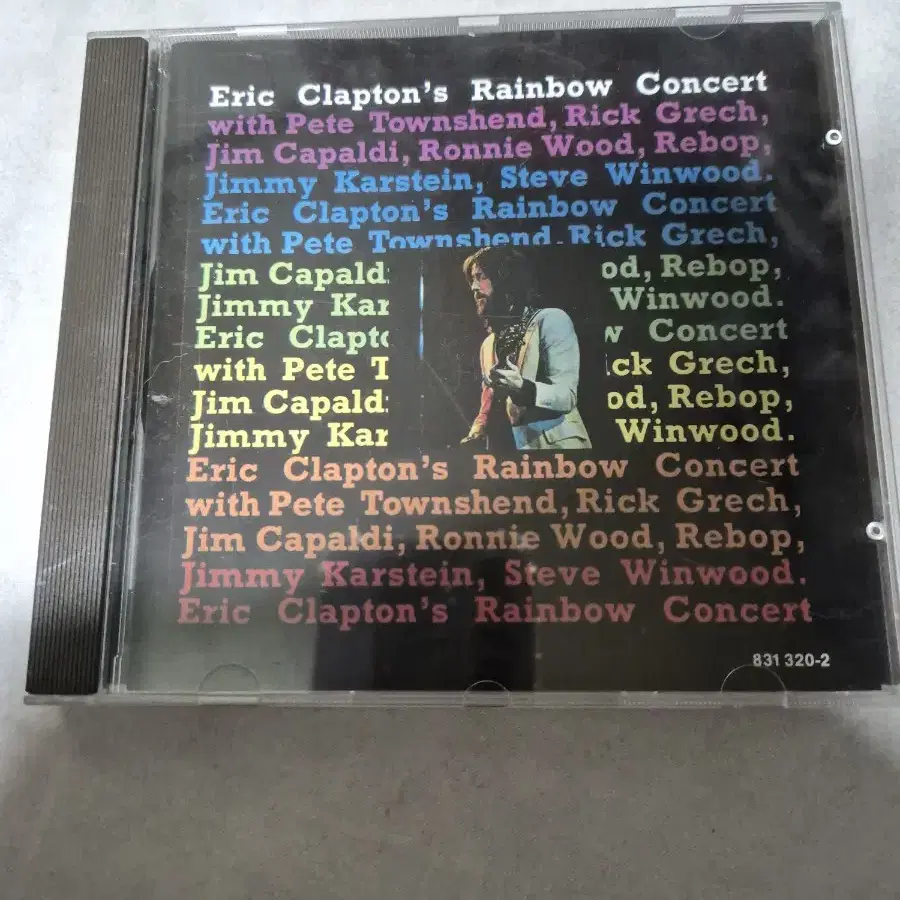 Eric Clapton's Rainbow Concert
with Pete Townshend, Rick Grech,
Jim Capaldi, Ronnie Wood, Rebop,
Jimmy Karstein, Steve Winwood.
Eric Clapton's Rainbow Concert
with Pete Townshend, Rick Grech,
Jim Capald od, Rebop,
Jimmy Kar Winwood.
Eric Clapt w Concert
with Pete T ick Grech,
Jim Capald od, Rebop,
Jimmy Kar Winwood.
Eric Clapton's Rainbow Concert
with Pete Townshend, Rick Grech,
Jim Capaldi, Ronnie Wood, Rebop,
Jimmy Karstein, Steve Winwood.
Eric Clapton's Rainbow Concert
831 320-2